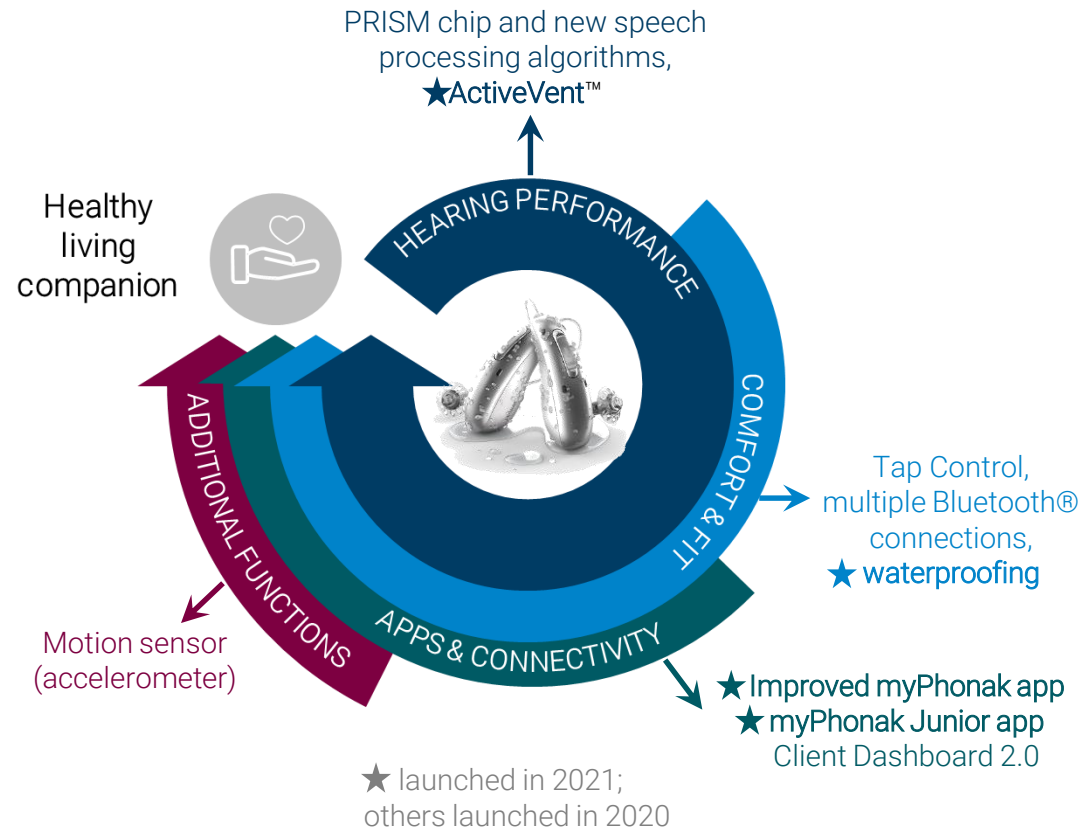 PRISM chip and new speech
processing algorithms,
★ActiveVent™
Healthy
living
companion
HEARING PERFORMANCE
COMFORT & FIT
Tap Control,
multiple Bluetooth®
connections,
★ waterproofing
ADDITIONAL FUNCTIONS
APPS & CONNECTIVITY
Motion sensor
(accelerometer)
★ Improved myPhonak app
★ myPhonak Junior app
Client Dashboard 2.0
★ launched in 2021;
others launched in 2020